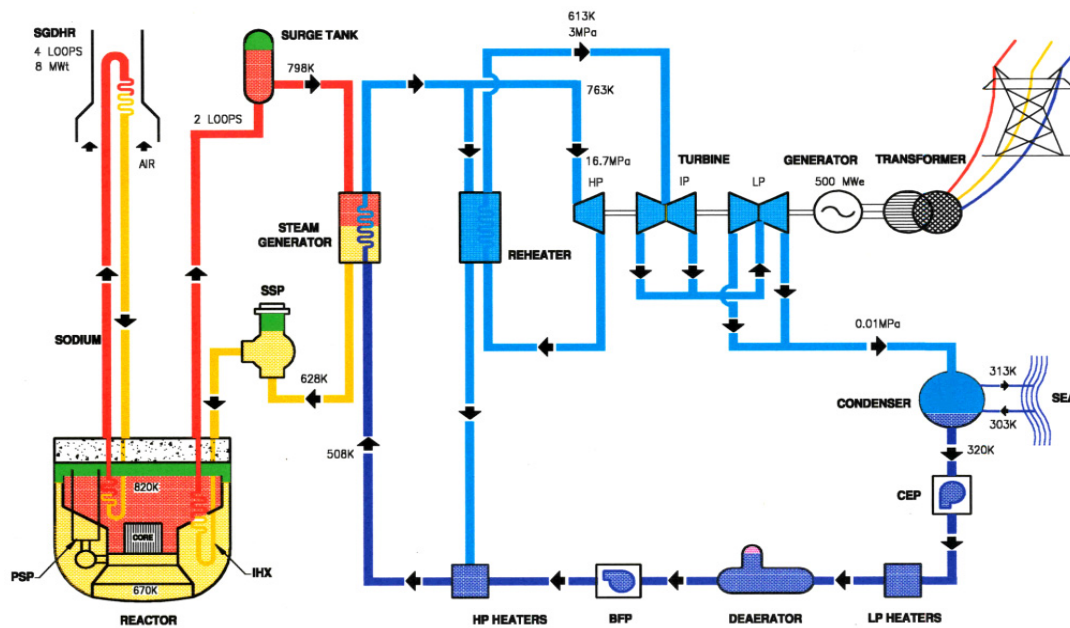 SGDHR
4 LOOPS
8 MWt
AIR
SURGE TANK
798K
2 LOOPS
613K
3MPa
763K
16.7MPa
HP
TURBINE
IP
LP
GENERATOR
500 MWe
TRANSFORMER
STEAM
GENERATOR
REHEATER
SSP
SODIUM
628K
0.01MPa
313K
SEA
CONDENSER
303K
320K
508K
820K
CEP
CORE
PSP
IHX
670K
REACTOR
HP HEATERS
BFP
DEAERATOR
LP HEATERS